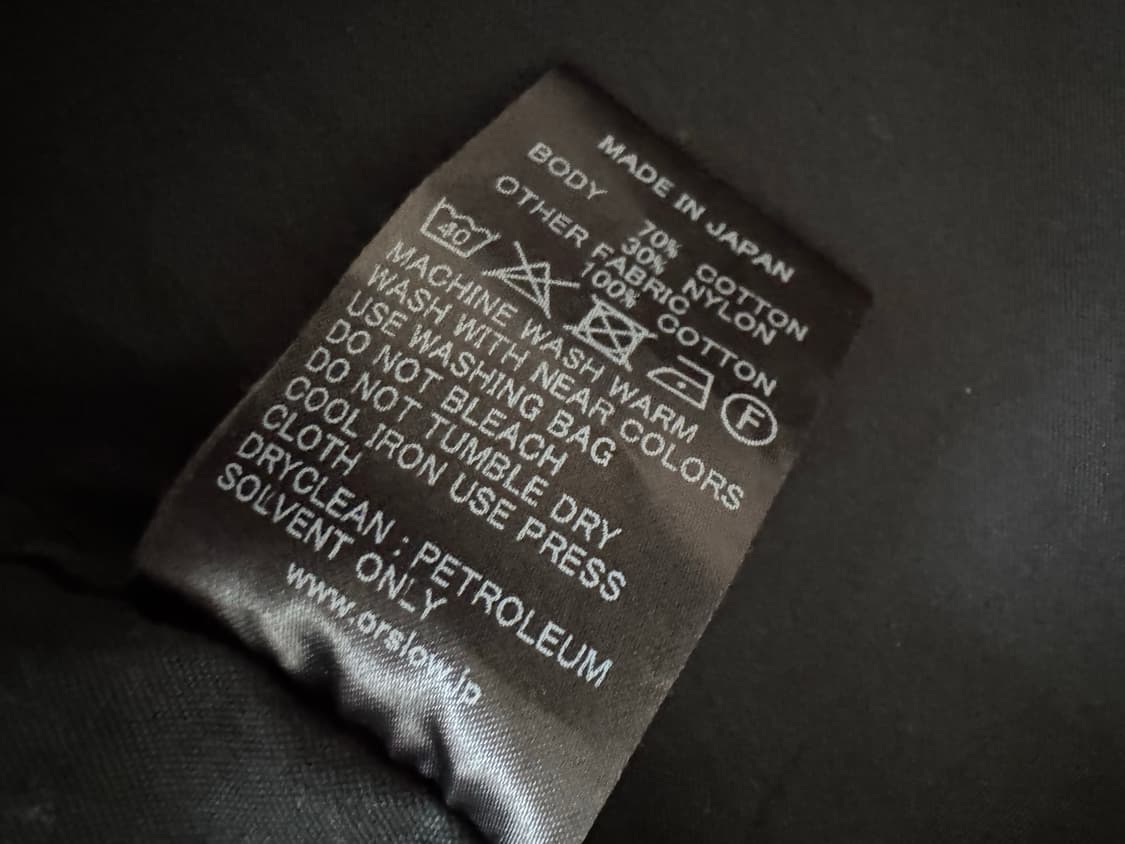 MADE IN JAPAN
BODY 70% COTTON
30% NYLON
OTHER FABRIC
100% COTTON
40 F
MACHINE WASH WARM
WASH WITH NEAR COLORS
USE WASHING BAG
DO NOT BLEACH
DO NOT TUMBLE DRY
COOL IRON USE PRESS
CLOTH
DRYCLEAN : PETROLEUM
SOLVENT ONLY
www.orslow.jp